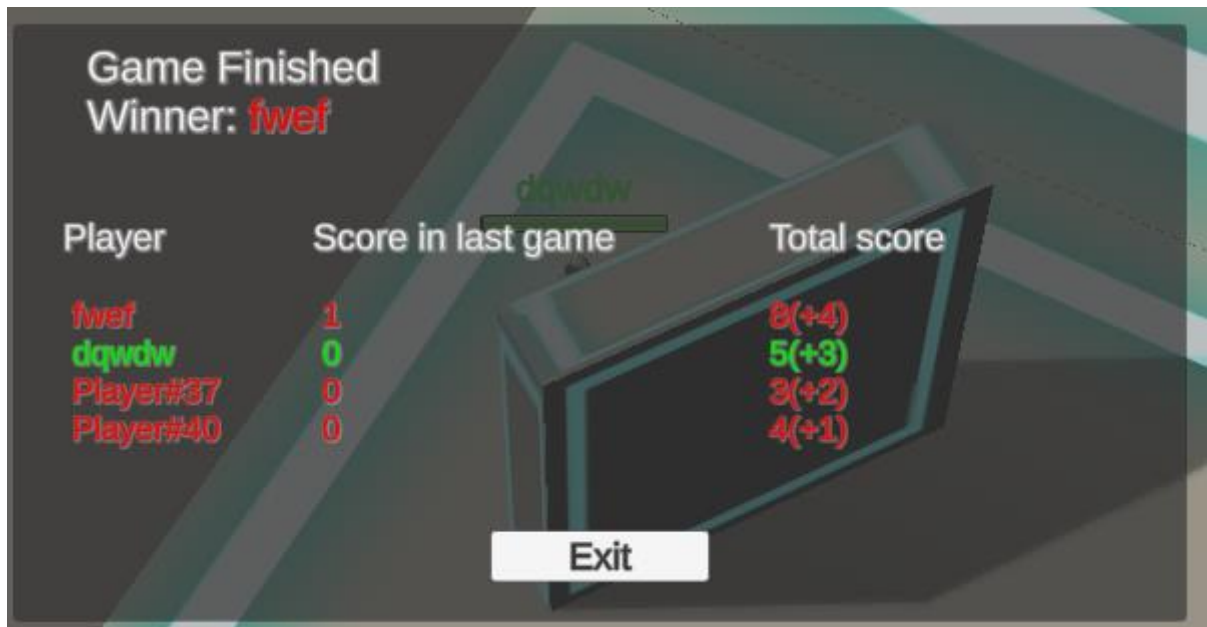 Game Finished
Winner: fwef
dqwdw
Player Score in last game Total score
fwef 1 8(+4)
dqwdw 0 5(+3)
Player#37 0 3(+2)
Player#40 0 4(+1)
Exit